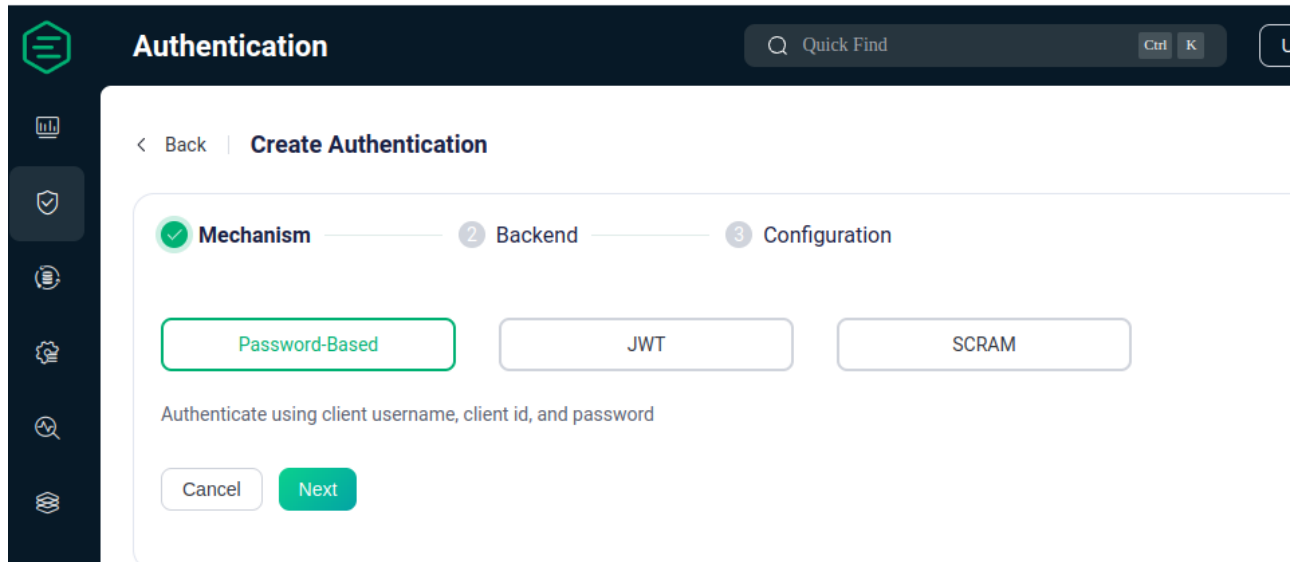 Authentication
Quick Find
Ctrl K
U
Back
Create Authentication
Mechanism
2 Backend
3 Configuration
Password-Based
JWT
SCRAM
Authenticate using client username, client id, and password
Cancel
Next